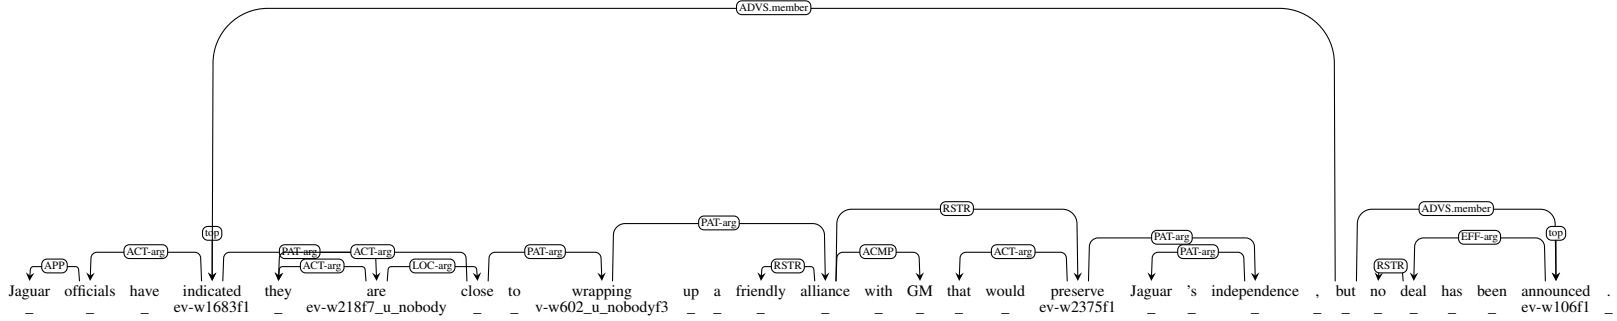 ADVS.member
RSTR
ADVS.member
PAT-arg
top
top
PAT-arg
EFF-arg
ACT-arg
PAT-arg
ACT-arg
PAT-arg
ACMP
ACT-arg
PAT-arg
APP
ACT-arg
LOC-arg
RSTR
RSTR
Jaguar officials have indicated they are close to wrapping up a friendly alliance with GM that would preserve Jaguar 's independence , but no deal has been announced .
_ _ _ ev-w1683f1 _ ev-w218f7_u_nobody _ _ v-w602_u_nobodyf3 _ _ _ _ _ _ _ _ ev-w2375f1 _ _ _ _ _ _ _ _ _ ev-w106f1 _